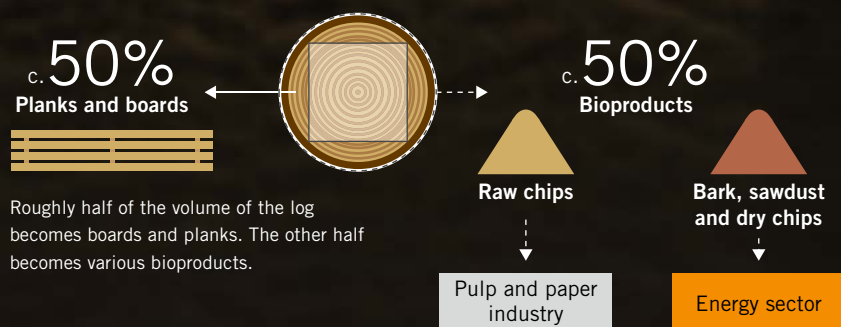 c. 50%
Planks and boards
Roughly half of the volume of the log
becomes boards and planks. The other half
becomes various bioproducts.
c. 50%
Bioproducts
Raw chips
Bark, sawdust
and dry chips
Pulp and paper
industry
Energy sector